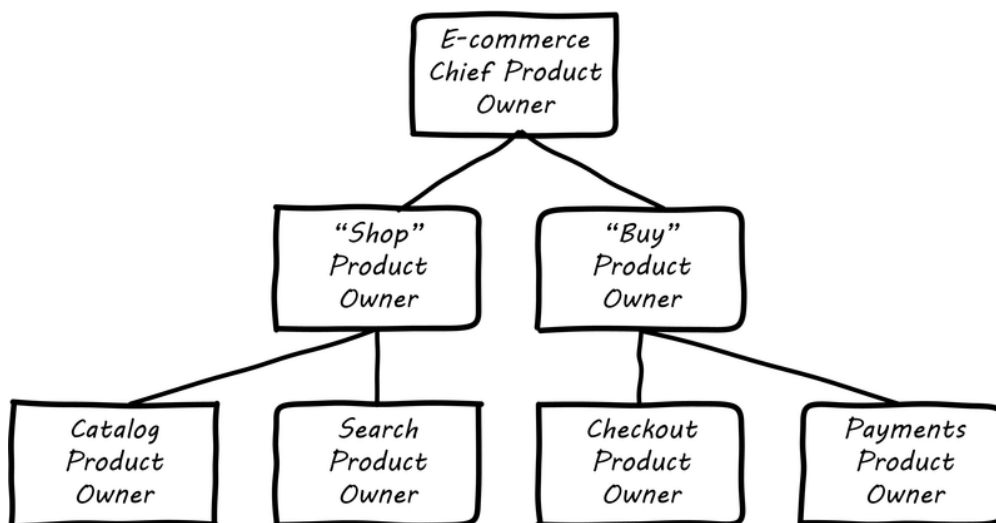 E-commerce
Chief Product
Owner
“Shop”
Product
Owner
“Buy”
Product
Owner
Catalog
Product
Owner
Search
Product
Owner
Checkout
Product
Owner
Payments
Product
Owner